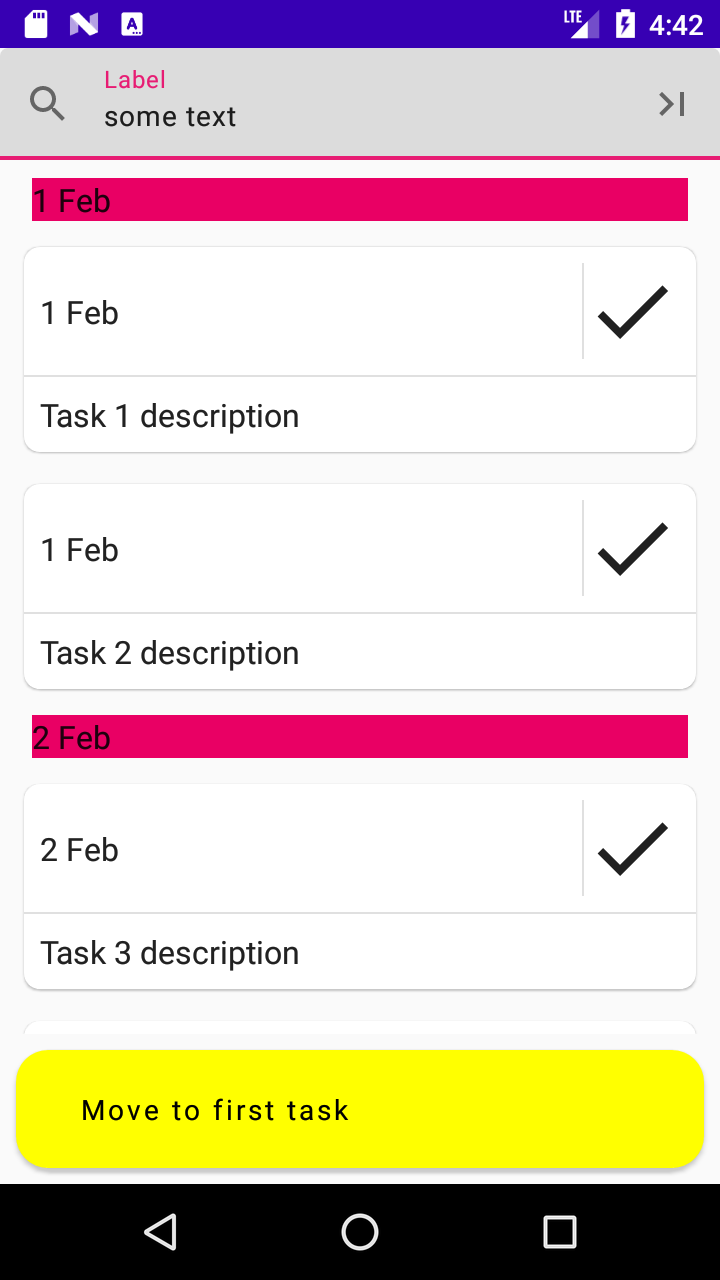 LTE 4:42
Label
some text
1 Feb
1 Feb
Task 1 description
1 Feb
Task 2 description
2 Feb
2 Feb
Task 3 description
Move to first task